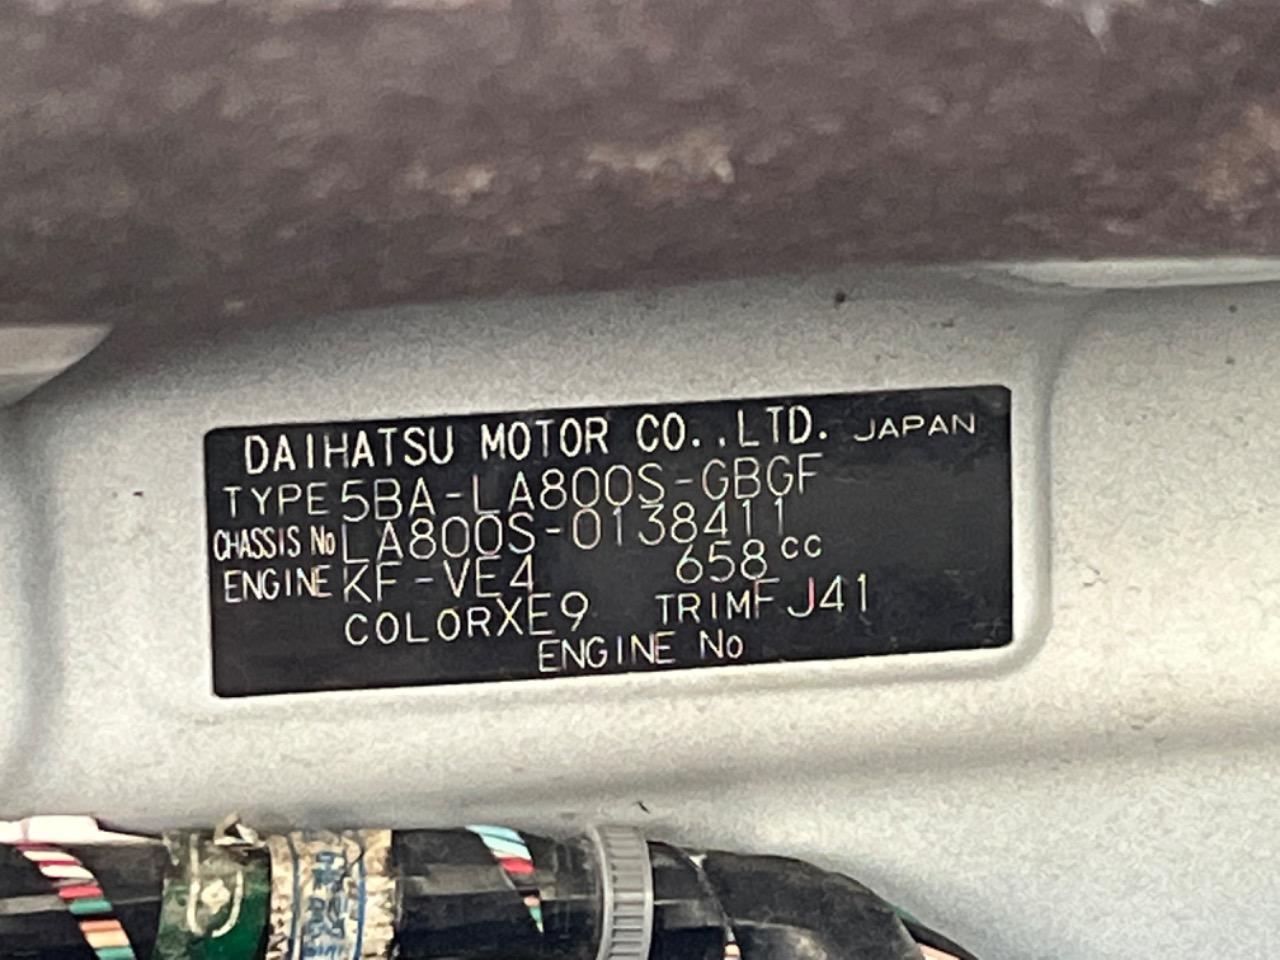 DAIHATSU MOTOR CO.,LTD. JAPAN
TYPE 5BA-LA800S-GBGF
CHASSIS No LA800S-0138411
ENGINE KF-VE4 658cc
COLOR XE9 TRIM FJ41
ENGINE No